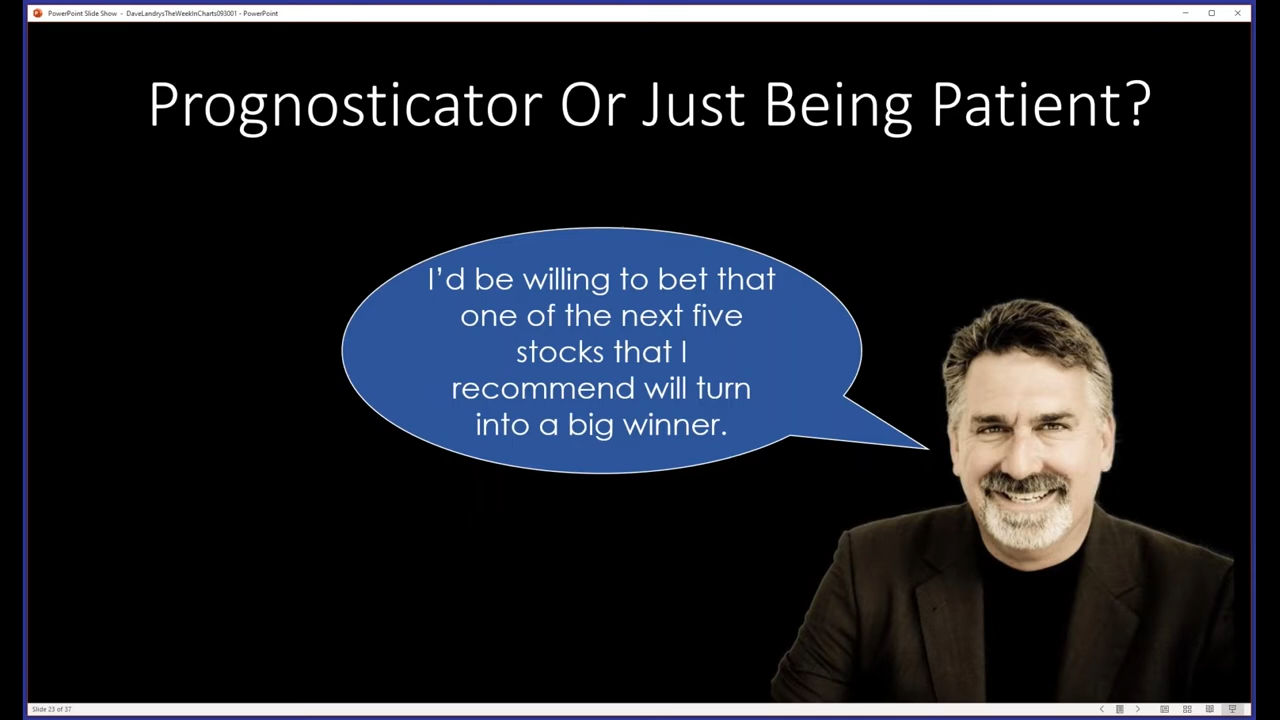 PowerPoint Slide Show - DaveLandrysTheWeekInCharts093001 - PowerPoint
Prognosticator Or Just Being Patient?
I'd be willing to bet that
one of the next five
stocks that I
recommend will turn
into a big winner.
Slide 23 of 37